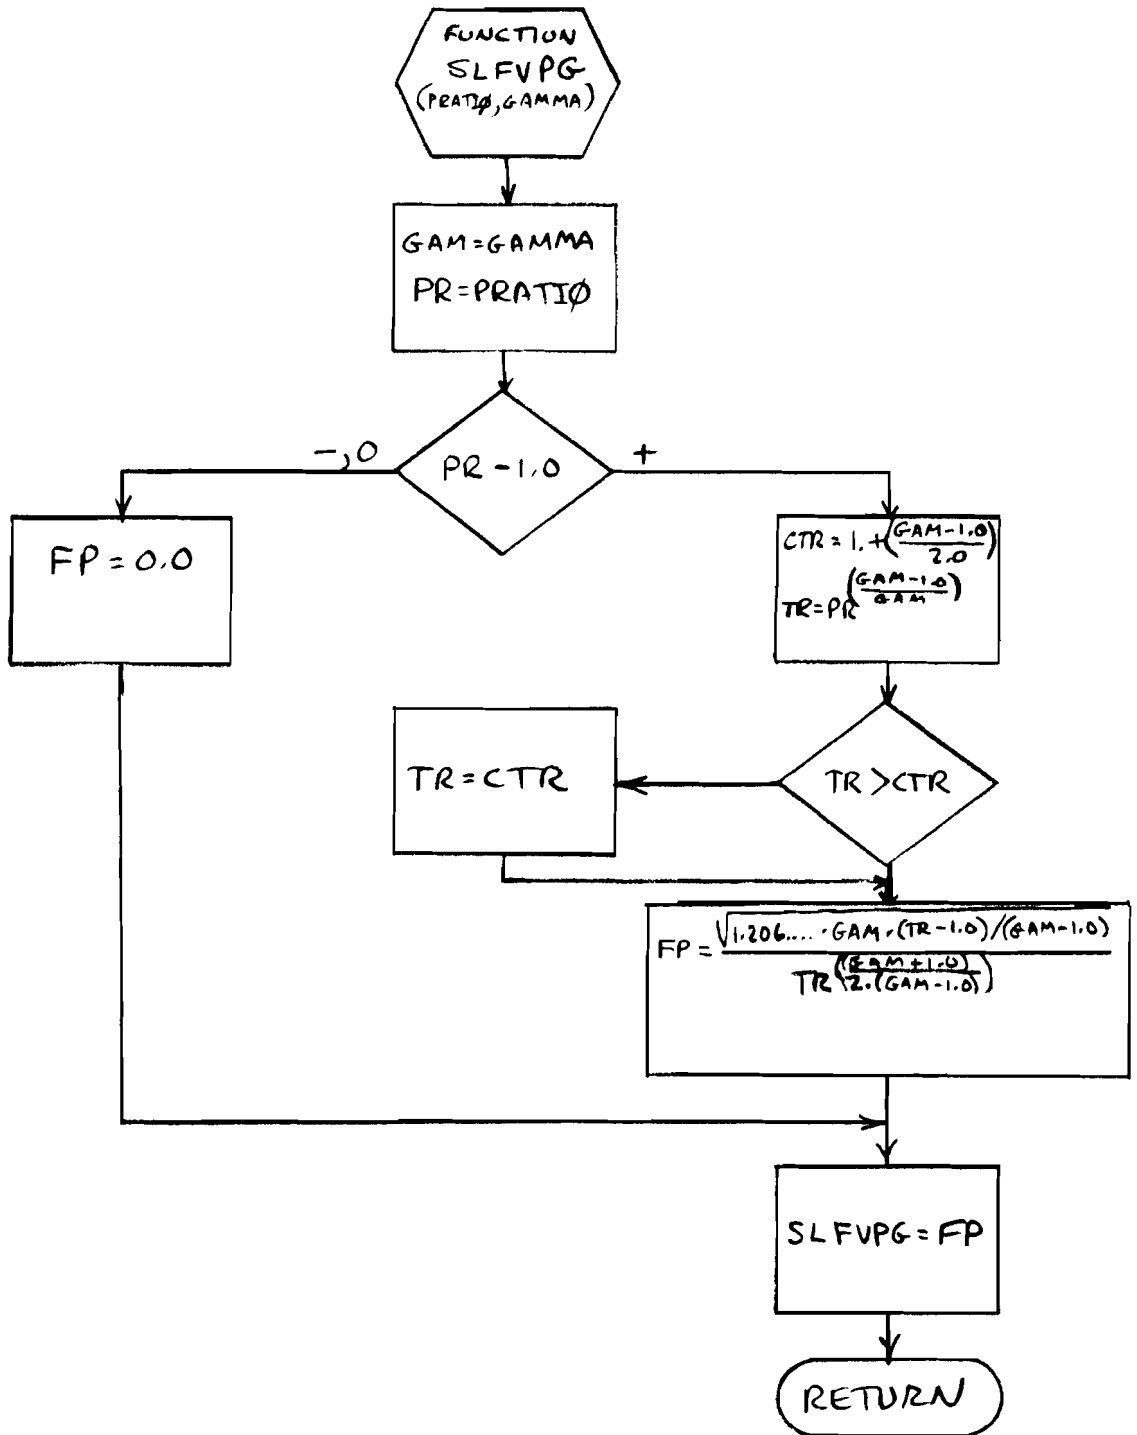 FUNCTION
SLFVPG
(PRATIØ,GAMMA)
GAM=GAMMA
PR=PRATIØ
-,0
PR-1.0
+
FP=0.0
CTR=1.+(GAM-1.0/2.0)
TR=PR^(GAM-1.0/GAM)
TR=CTR
TR>CTR
FP=√1.206....·GAM·(TR-1.0)/(GAM-1.0)
TR((GAM+1.0)/2.(GAM-1.0))
SLFVPG=FP
RETURN